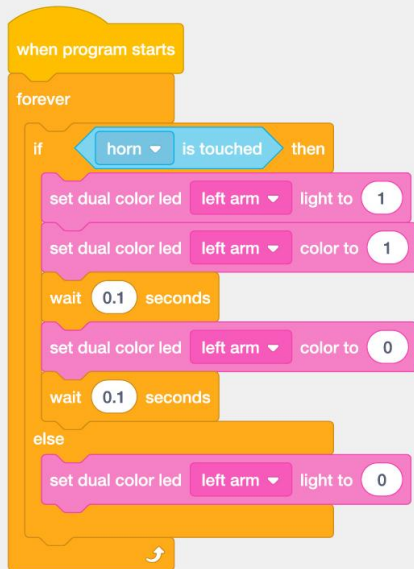 when program starts
forever
if horn is touched then
set dual color led left arm light to 1
set dual color led left arm color to 1
wait 0.1 seconds
set dual color led left arm color to 0
wait 0.1 seconds
else
set dual color led left arm light to 0